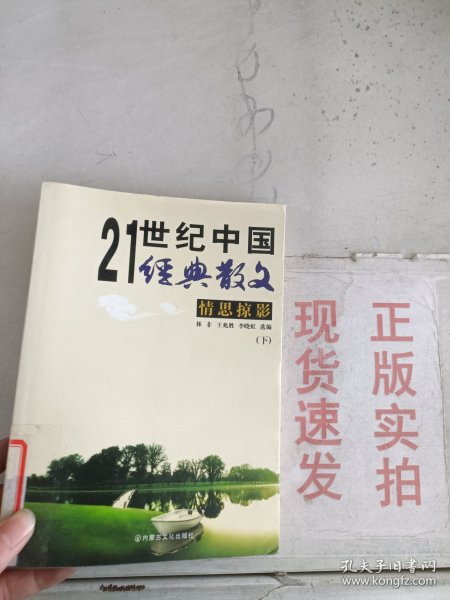 21世纪中国
经典散文
情思掠影
林非 王兆胜 李晓虹 选编
(下)
内蒙古文化出版社
正版实拍
现货速发
孔夫子旧书网
www.kongfz.com